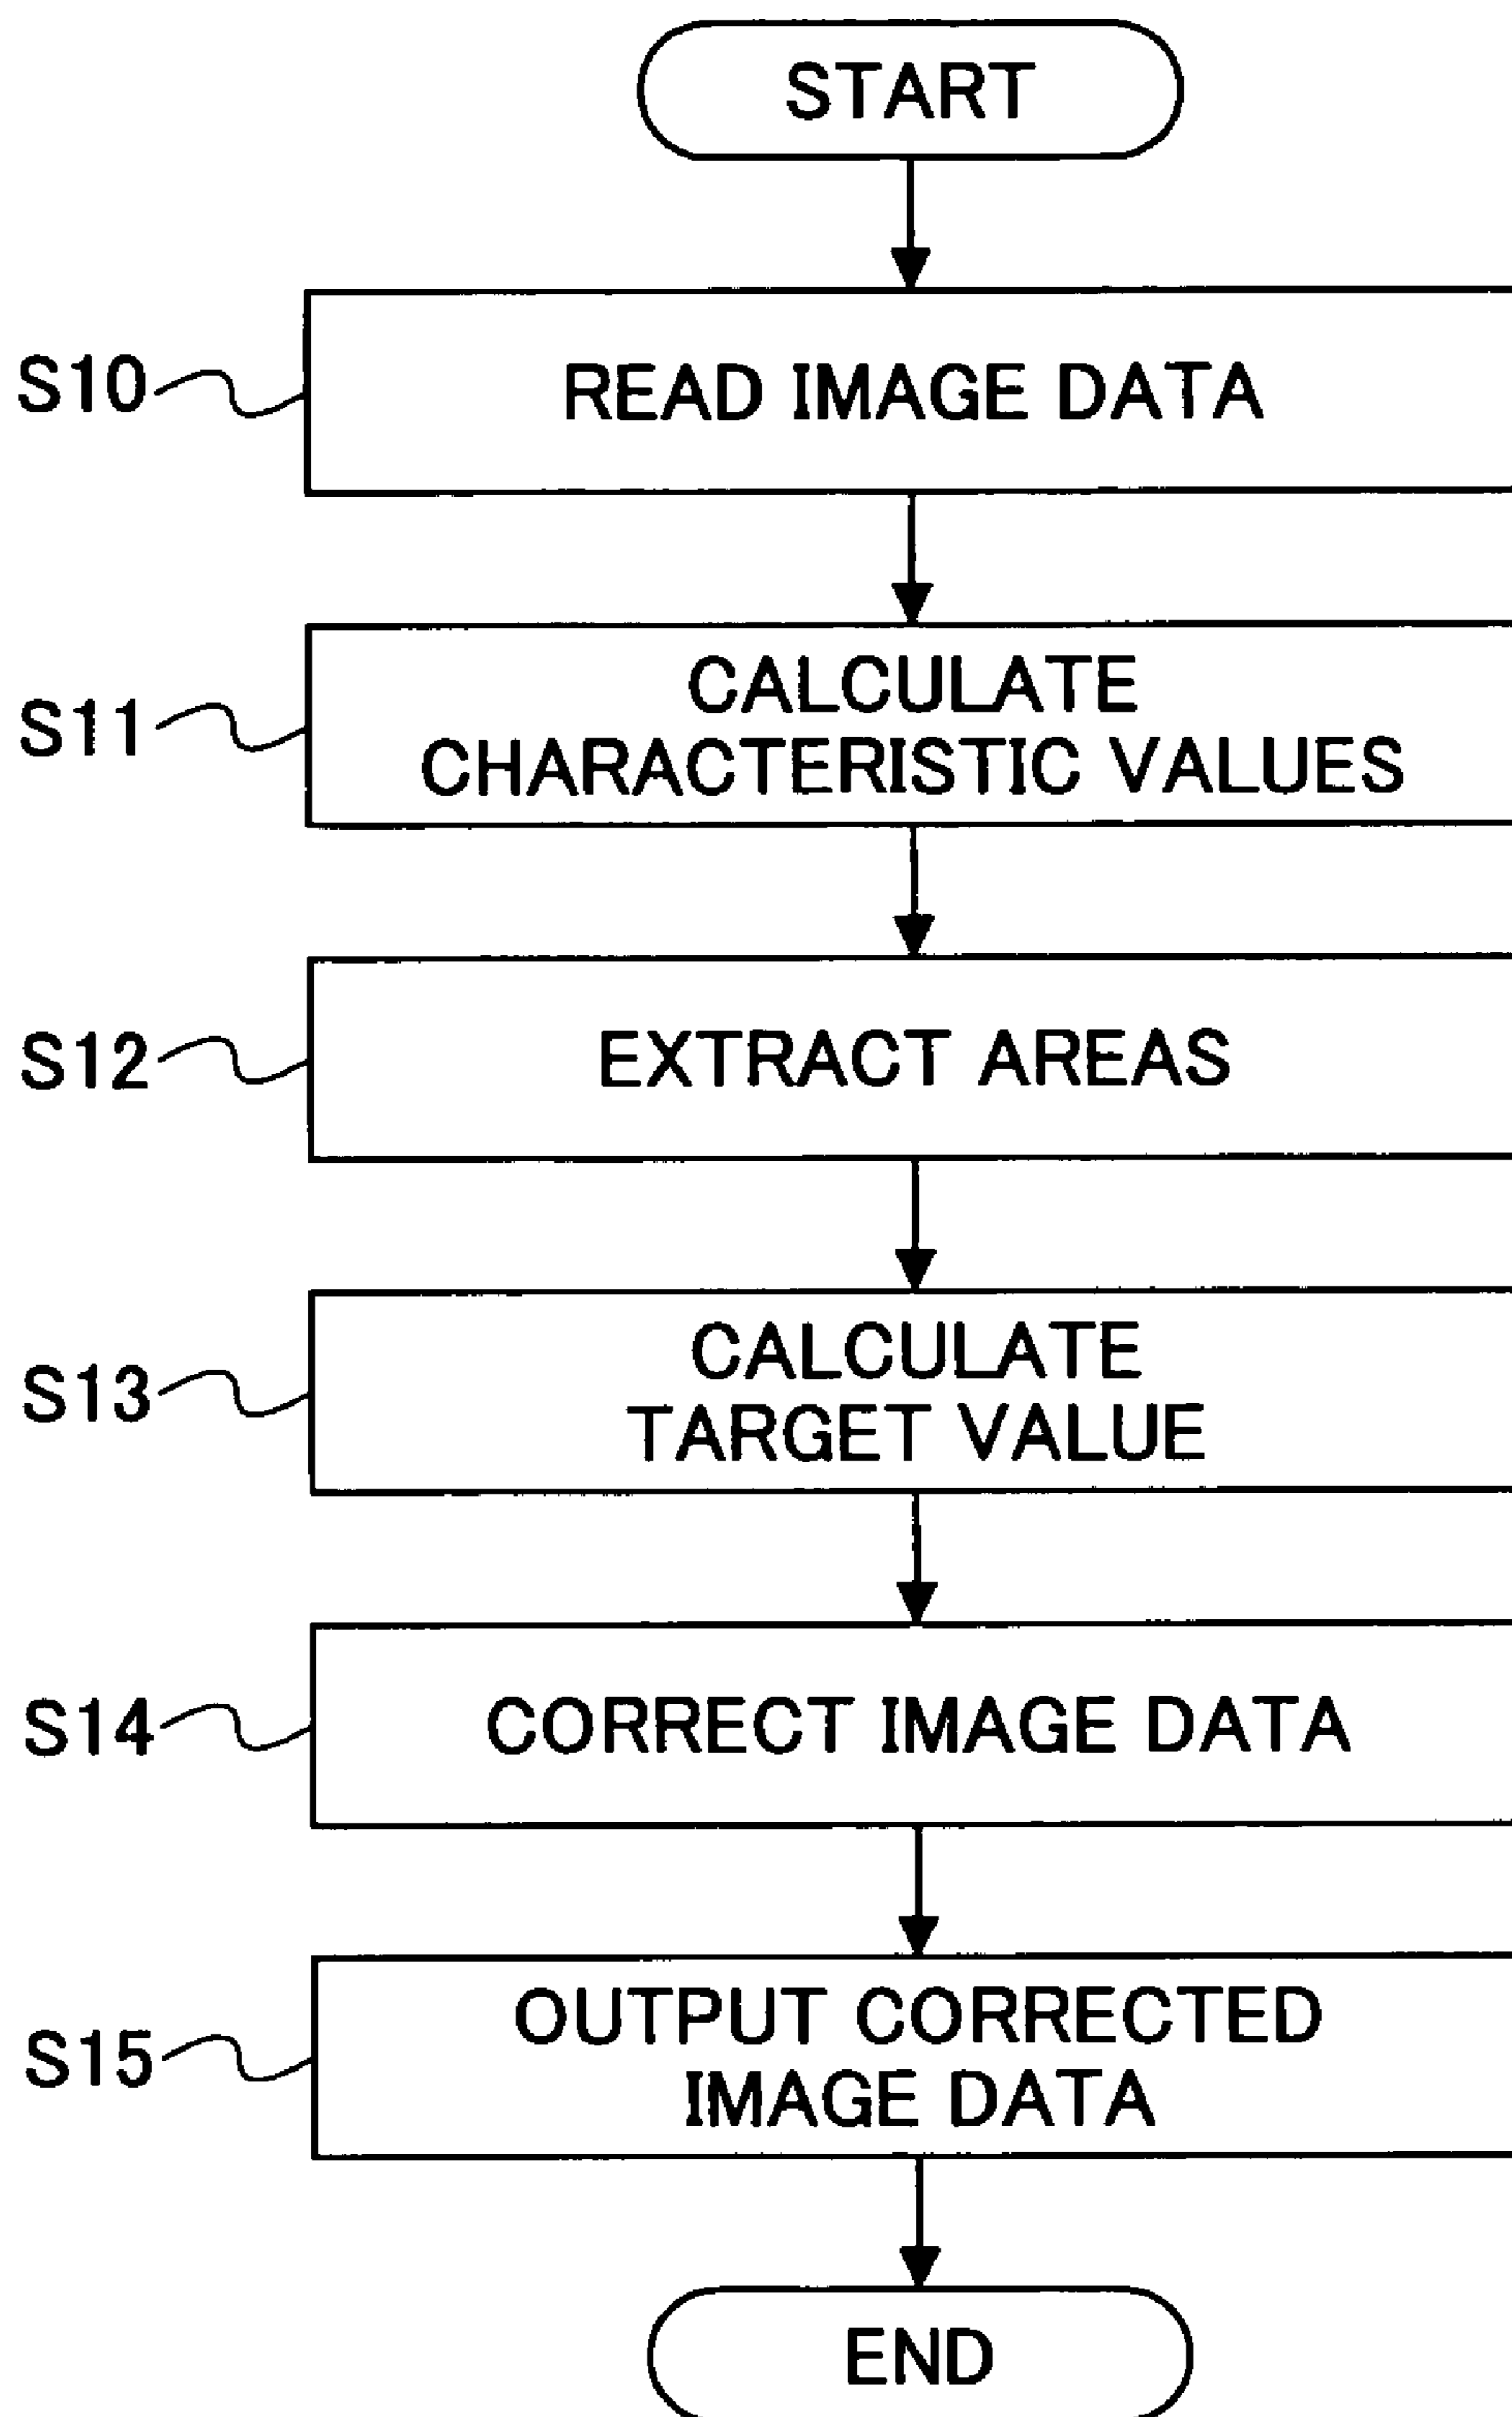 START
S10
READ IMAGE DATA
S11
CALCULATE
CHARACTERISTIC VALUES
S12
EXTRACT AREAS
S13
CALCULATE
TARGET VALUE
S14
CORRECT IMAGE DATA
S15
OUTPUT CORRECTED
IMAGE DATA
END